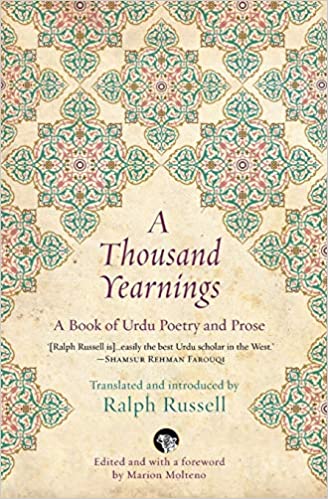 A
Thousand
Yearnings
A Book of Urdu Poetry and Prose
'[Ralph Russell is]...easily the best Urdu scholar in the West.'
—Shamsur Rehman Farouqi
Translated and introduced by
Ralph Russell
Edited and with a foreword
by Marion Molteno